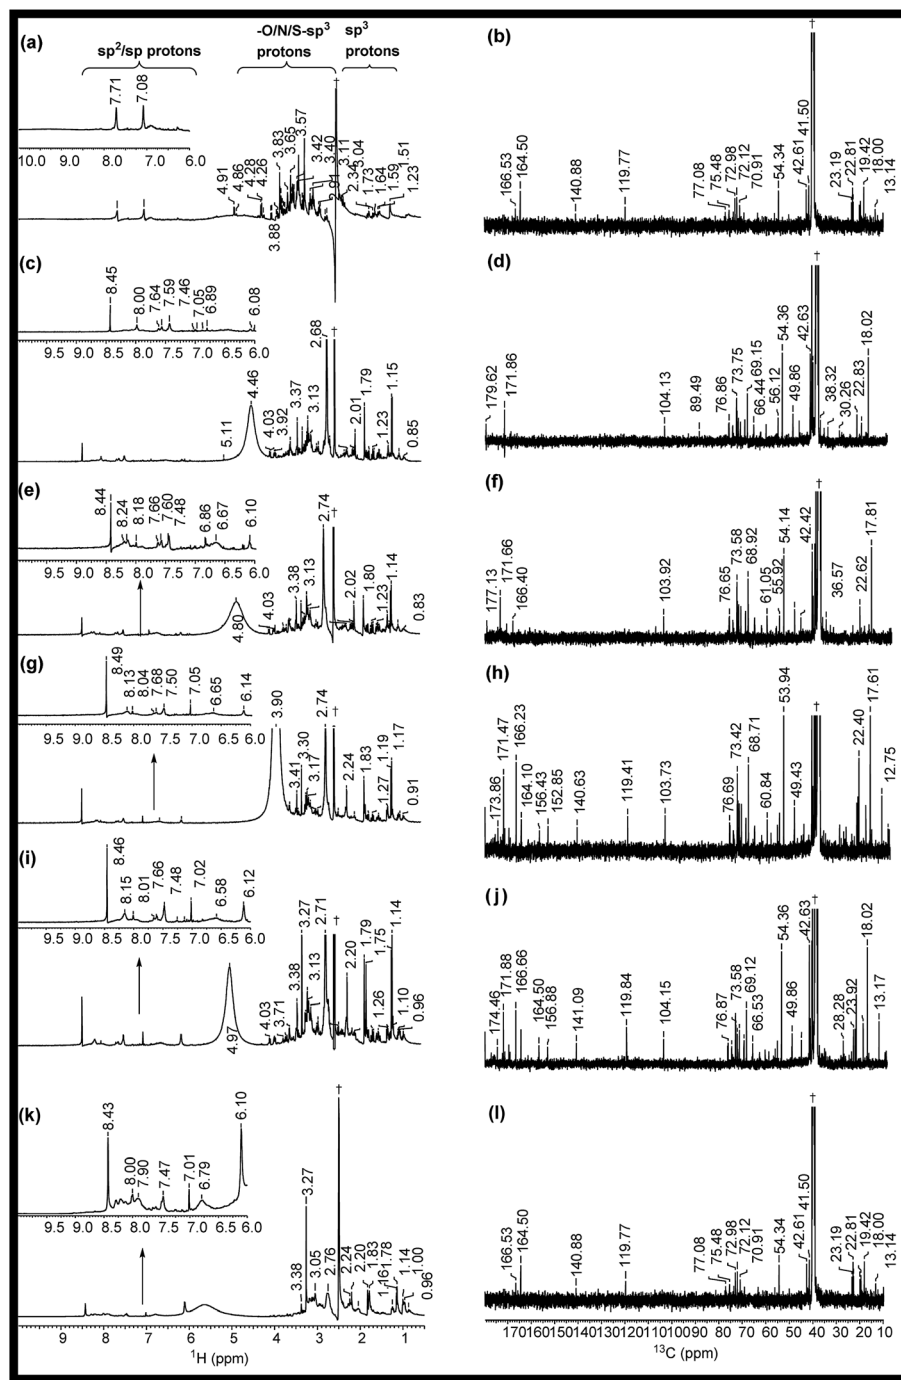 (a)
sp²/sp protons
-O/N/S-sp³ protons
sp³ protons
7.71 7.08
10.0 9.0 8.0 7.0 6.0
4.91 4.86 4.28 4.26 3.88 3.83 3.65 3.57 3.42 3.40 2.91 3.11 3.04 2.34 1.73 1.64 1.59 1.51 1.23
†
(b)
166.53 164.50 140.88 119.77 77.08 75.48 72.98 72.12 70.91 54.34 42.61 41.50 23.19 22.81 19.42 18.00 13.14
†
(c)
8.45 8.00 7.64 7.59 7.46 7.05 6.89 6.08
9.5 9.0 8.5 8.0 7.5 7.0 6.5 6.0
5.11 4.46 4.03 3.92 3.37 3.13 2.68 2.01 1.79 1.23 1.15 0.85
†
(d)
179.62 171.86 104.13 89.49 76.86 73.75 69.15 66.44 56.12 54.36 49.86 42.63 38.32 30.26 22.83 18.02
†
(e)
8.44 8.24 8.18 7.66 7.60 7.48 6.86 6.67 6.10
9.5 9.0 8.5 8.0 7.5 7.0 6.5 6.0
4.80 4.03 3.38 3.13 2.74 2.02 1.80 1.23 1.14 0.83
†
(f)
177.13 171.66 166.40 103.92 76.65 73.58 68.92 61.05 55.92 54.14 42.42 36.57 22.62 17.81
†
(g)
8.49 8.13 8.04 7.68 7.50 7.05 6.65 6.14
9.5 9.0 8.5 8.0 7.5 7.0 6.5 6.0
3.90 3.41 3.30 3.17 2.74 2.24 1.83 1.27 1.19 1.17 0.91
†
(h)
173.86 171.47 166.23 164.10 156.43 152.85 140.63 119.41 103.73 76.69 73.42 68.71 60.84 53.94 49.43 22.40 17.61 12.75
†
(i)
8.46 8.15 8.01 7.66 7.48 7.02 6.58 6.12
9.5 9.0 8.5 8.0 7.5 7.0 6.5 6.0
4.97 4.03 3.71 3.38 3.27 3.13 2.71 2.20 1.79 1.75 1.26 1.14 1.10 0.96
†
(j)
174.46 171.88 166.66 164.50 156.88 141.09 119.84 104.15 76.87 73.58 69.12 66.53 54.36 49.86 42.63 28.28 23.92 18.02 13.17
†
(k)
8.43 8.00 7.90 7.47 7.01 6.79 6.10
9.5 9.0 8.5 8.0 7.5 7.0 6.5 6.0
3.38 3.27 3.05 2.76 2.24 2.20 1.83 1.78 1.16 1.14 1.00 0.96
†
9 8 7 6 5 4 3 2 1
¹H (ppm)
(l)
166.53 164.50 140.88 119.77 77.08 75.48 72.98 72.12 70.91 54.34 42.61 41.50 23.19 22.81 19.42 18.00 13.14
†
170 160 150 140 130 120 110 100 90 80 70 60 50 40 30 20 10
¹³C (ppm)